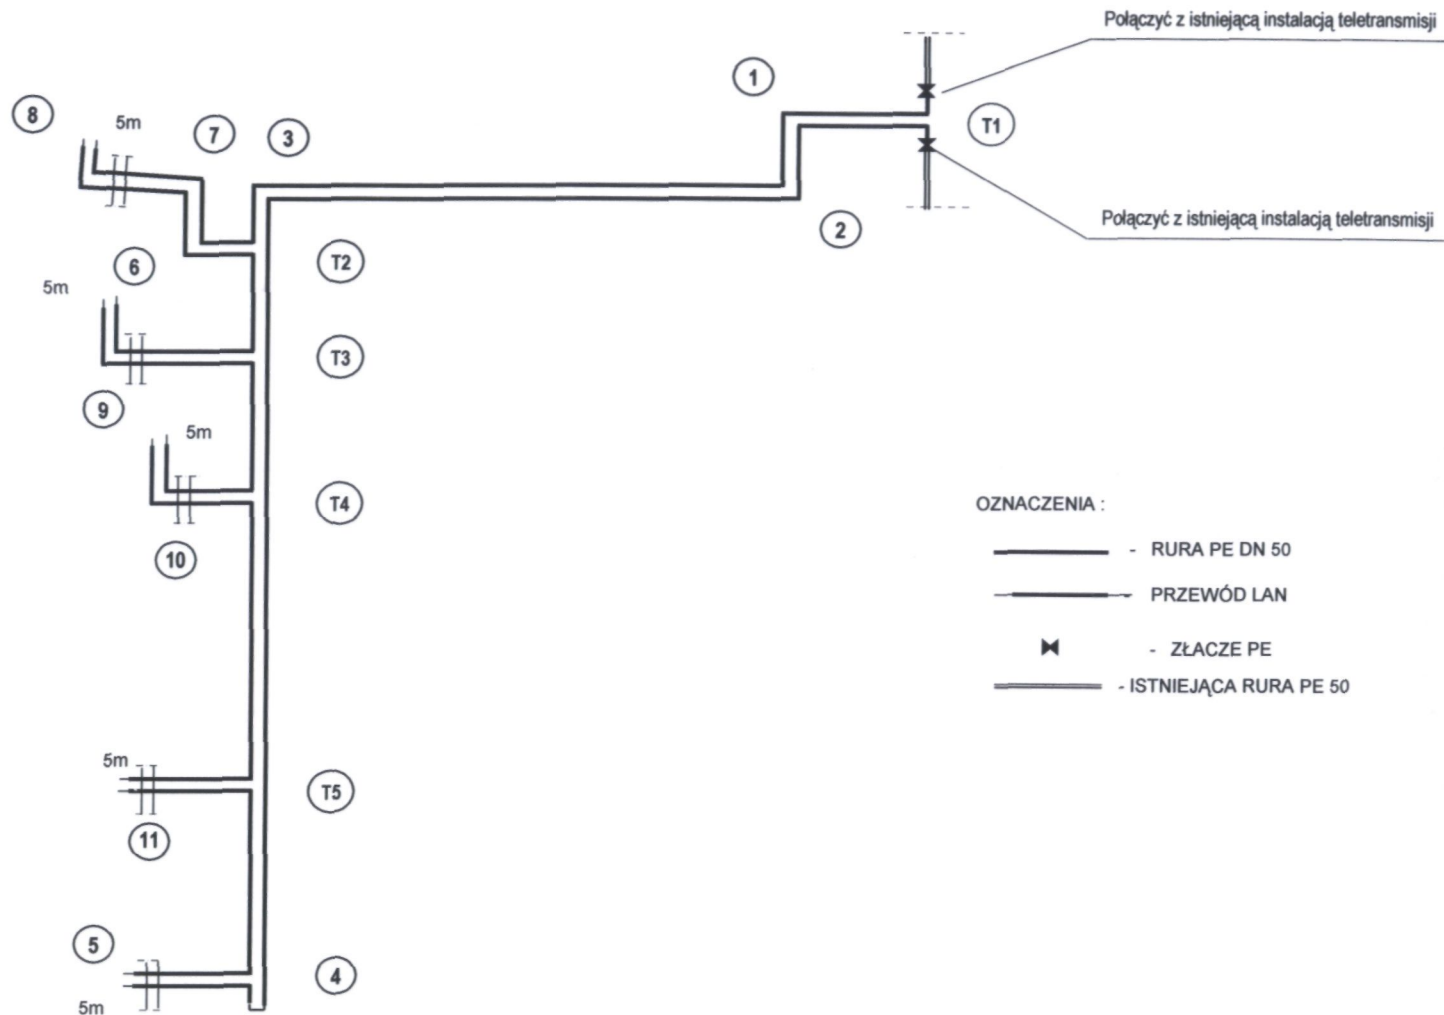 Połączyć z istniejącą instalacją teletransmisji
1
8
5m
7
3
T1
Połączyć z istniejącą instalacją teletransmisji
2
6
T2
5m
T3
9
5m
T4
10
OZNACZENIA :
- RURA PE DN 50
- PRZEWÓD LAN
- ZŁACZE PE
- ISTNIEJĄCA RURA PE 50
5m
T5
11
5
4
5m